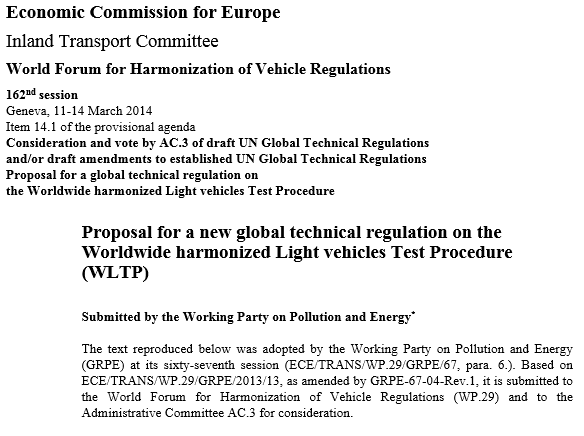 Economic Commission for Europe
Inland Transport Committee
World Forum for Harmonization of Vehicle Regulations
162nd session
Geneva, 11-14 March 2014
Item 14.1 of the provisional agenda
Consideration and vote by AC.3 of draft UN Global Technical Regulations
and/or draft amendments to established UN Global Technical Regulations
Proposal for a global technical regulation on
the Worldwide harmonized Light vehicles Test Procedure
Proposal for a new global technical regulation on the
Worldwide harmonized Light vehicles Test Procedure
(WLTP)
Submitted by the Working Party on Pollution and Energy*
The text reproduced below was adopted by the Working Party on Pollution and Energy
(GRPE) at its sixty-seventh session (ECE/TRANS/WP.29/GRPE/67, para. 6.). Based on
ECE/TRANS/WP.29/GRPE/2013/13, as amended by GRPE-67-04-Rev.1, it is submitted to
the World Forum for Harmonization of Vehicle Regulations (WP.29) and to the
Administrative Committee AC.3 for consideration.